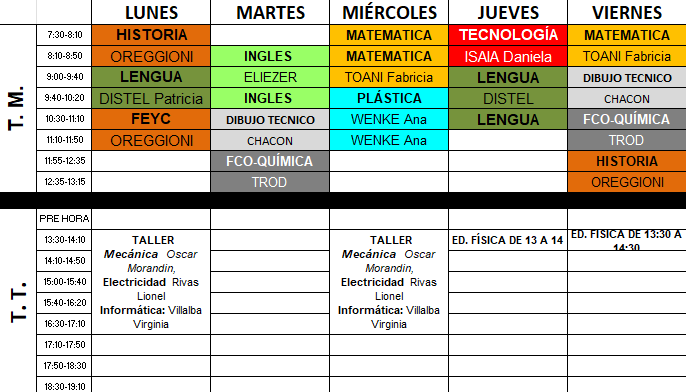 LUNES MARTES MIÉRCOLES JUEVES VIERNES
T. M.
7:30-8:10 HISTORIA MATEMATICA TECNOLOGÍA MATEMATICA
8:10-8:50 OREGGIONI INGLES MATEMATICA ISAIA Daniela TOANI Fabricia
9:00-9:40 LENGUA ELIEZER TOANI Fabricia LENGUA DIBUJO TECNICO
9:40-10:20 DISTEL Patricia INGLES PLÁSTICA DISTEL CHACON
10:30-11:10 FEYC DIBUJO TECNICO WENKE Ana LENGUA FCO-QUÍMICA
11:10-11:50 OREGGIONI CHACON WENKE Ana TROD
11:55-12:35 FCO-QUÍMICA HISTORIA
12:35-13:15 TROD OREGGIONI
T. T.
PRE HORA
13:30-14:10 TALLER TALLER ED. FÍSICA DE 13 A 14 ED. FISICA DE 13:30 A
14:30
Mecánica Oscar Mecánica Oscar
14:10-14:50 Morandin, Morandin,
15:00-15:40 Electricidad Rivas Electricidad Rivas
Lionel Lionel
15:40-16:20 Informática: Villalba Informática: Villalba
16:30-17:10 Virginia Virginia
17:10-17:50
17:50-18:30
18:30-19:10